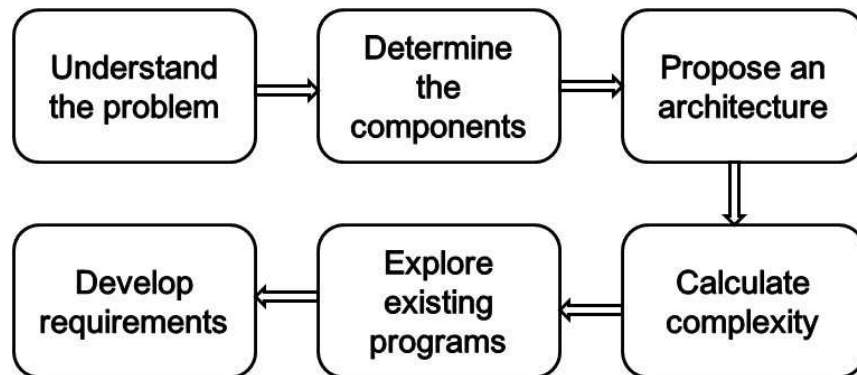 Understand
the problem
Determine
the
components
Propose an
architecture
Develop
requirements
Explore
existing
programs
Calculate
complexity